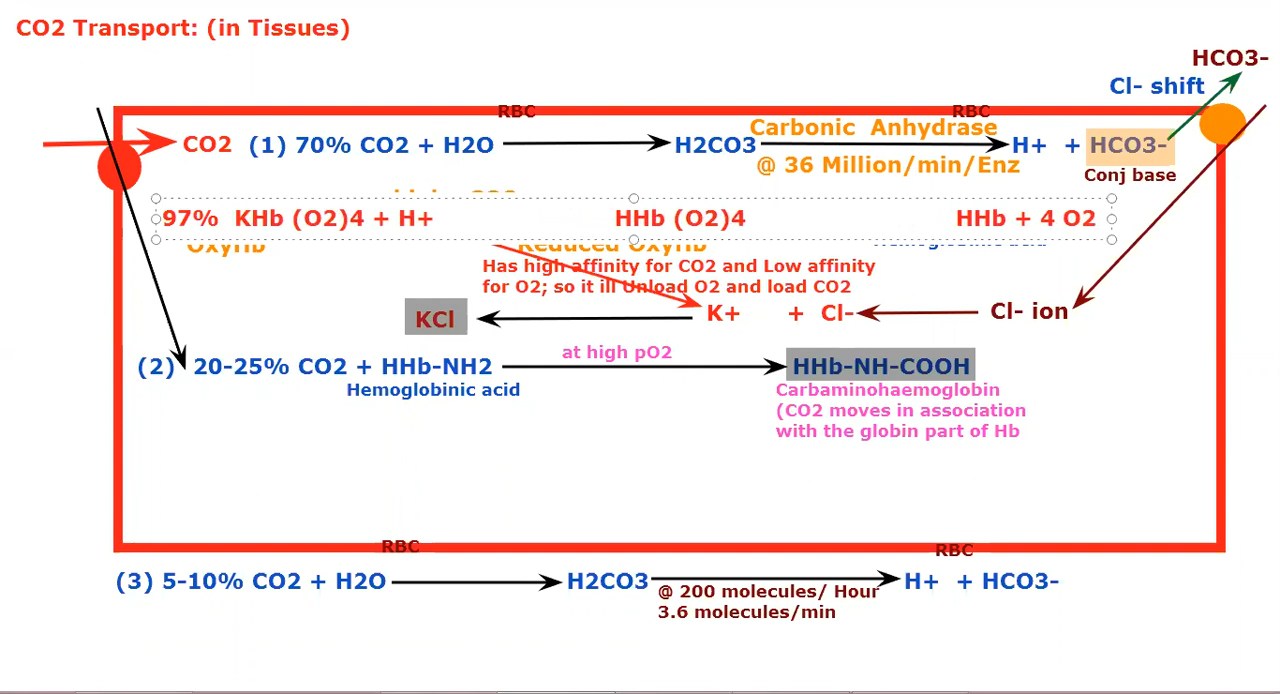 CO2 Transport: (in Tissues)
HCO3-
Cl- shift
RBC RBC
CO2 (1) 70% CO2 + H2O H2CO3 Carbonic Anhydrase H+ + HCO3-
@ 36 Million/min/Enz
Conj base
97% KHb (O2)4 + H+ HHb (O2)4 HHb + 4 O2
OxyHb Reduced OxyHb
Has high affinity for CO2 and Low affinity
for O2; so it ill Unload O2 and load CO2
KCl K+ + Cl- Cl- ion
(2) 20-25% CO2 + HHb-NH2 at high pO2 HHb-NH-COOH
Hemoglobinic acid Carbaminohaemoglobin
(CO2 moves in association
with the globin part of Hb
RBC RBC
(3) 5-10% CO2 + H2O H2CO3 H+ + HCO3-
@ 200 molecules/ Hour
3.6 molecules/min